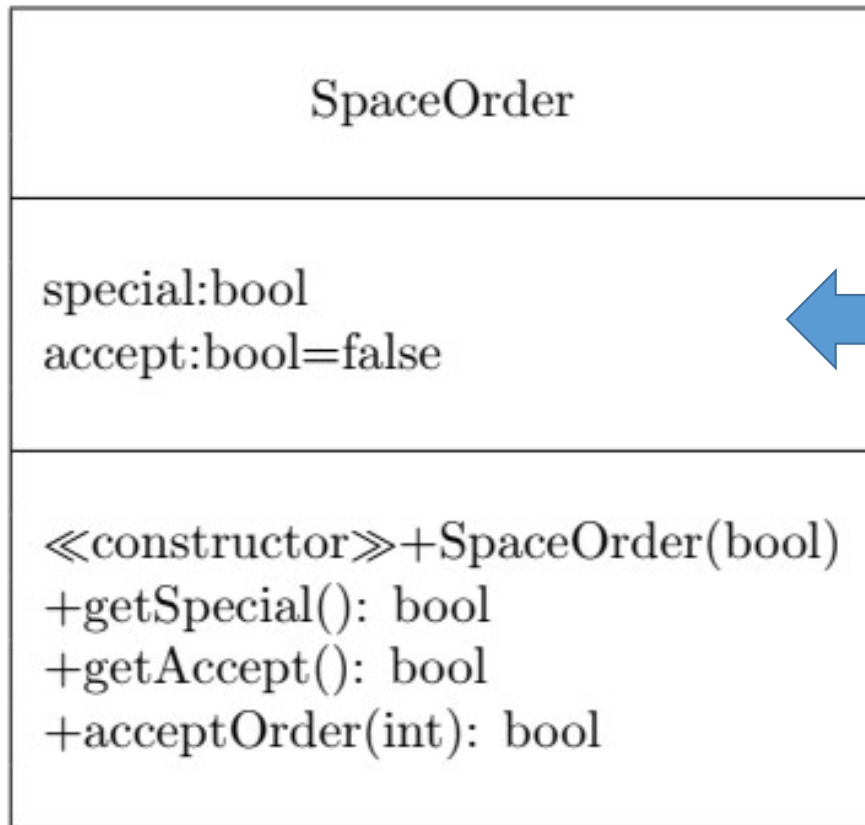 SpaceOrder
special:bool
accept:bool=false
≪constructor≫+SpaceOrder(bool)
+getSpecial(): bool
+getAccept(): bool
+acceptOrder(int): bool